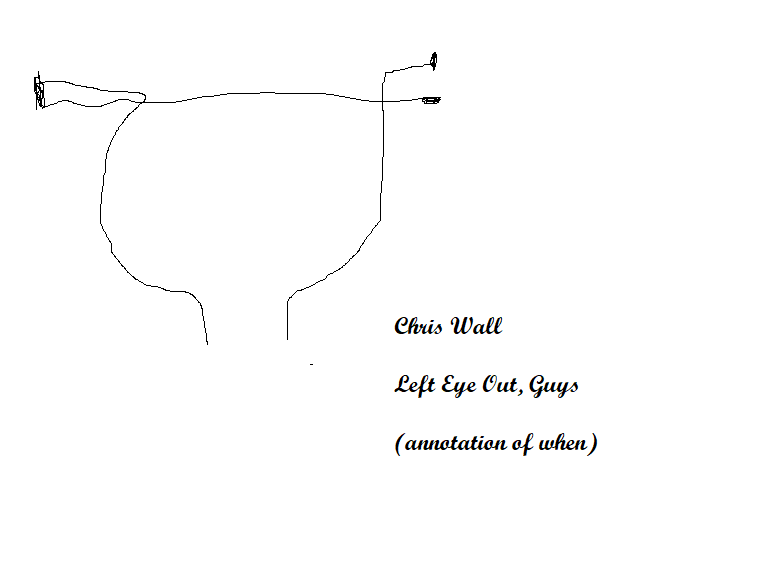 Chris Wall
Left Eye Out, Guys
(annotation of when)